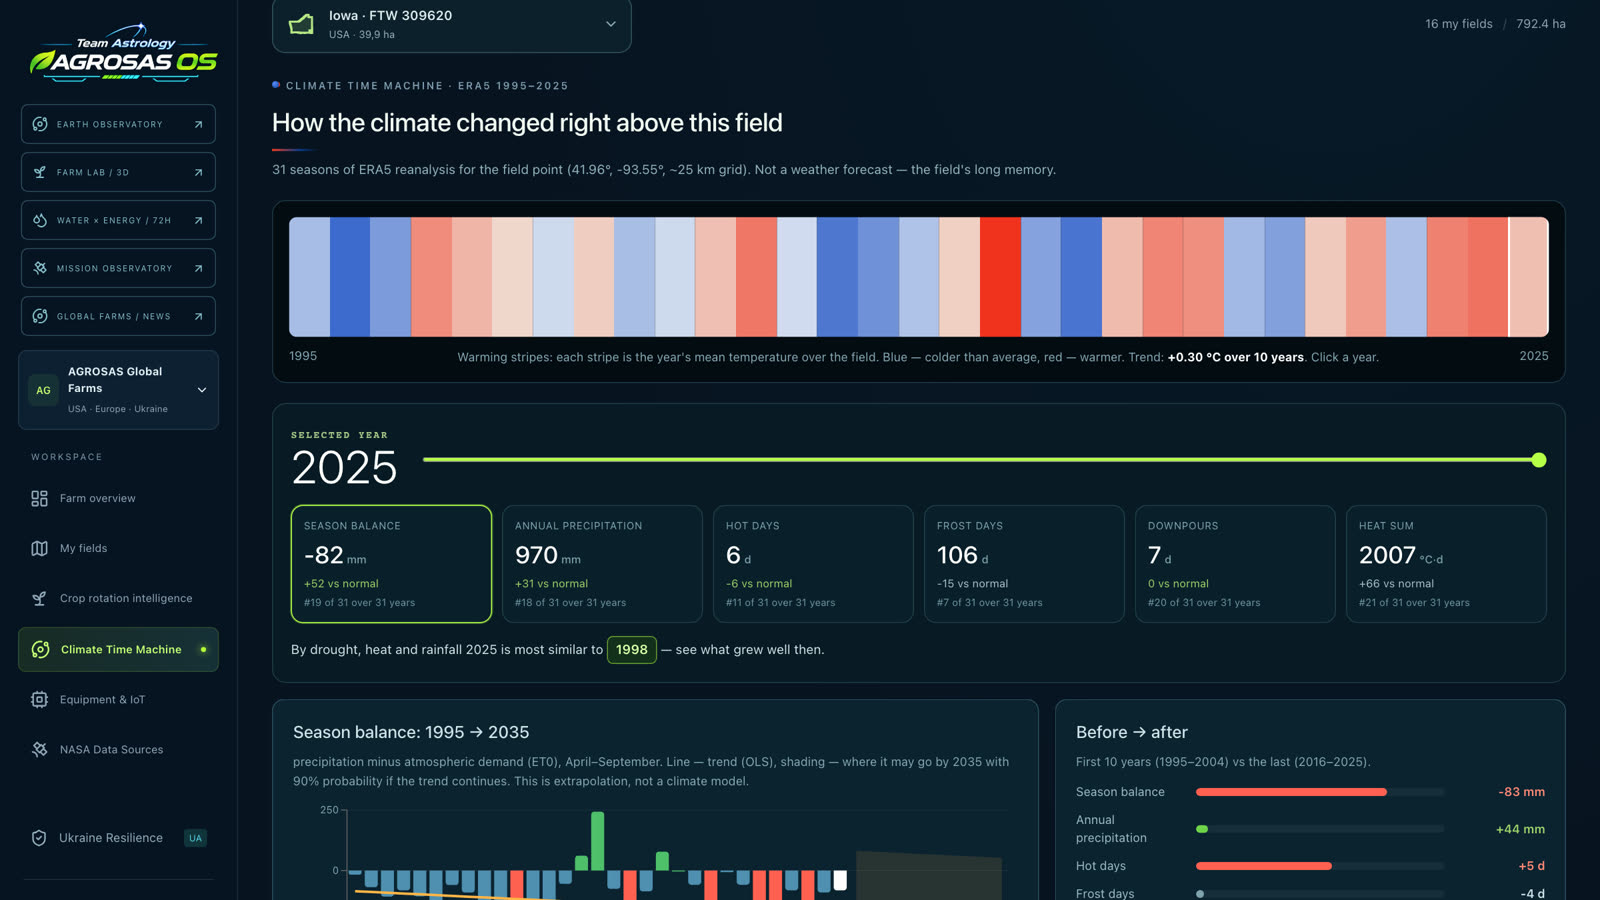 Team Astrology
AGROSAS OS
EARTH OBSERVATORY
FARM LAB / 3D
WATER × ENERGY / 72H
MISSION OBSERVATORY
GLOBAL FARMS / NEWS
AG
AGROSAS Global
Farms
USA · Europe · Ukraine
WORKSPACE
Farm overview
My fields
Crop rotation intelligence
Climate Time Machine
Equipment & IoT
NASA Data Sources
Ukraine Resilience UA
Iowa · FTW 309620
USA · 39,9 ha
16 my fields / 792.4 ha
CLIMATE TIME MACHINE · ERA5 1995–2025
How the climate changed right above this field
31 seasons of ERA5 reanalysis for the field point (41.96°, -93.55°, ~25 km grid). Not a weather forecast — the field's long memory.
1995
Warming stripes: each stripe is the year's mean temperature over the field. Blue — colder than average, red — warmer. Trend: +0.30 °C over 10 years. Click a year.
2025
SELECTED YEAR
2025
SEASON BALANCE
-82 mm
+52 vs normal
#19 of 31 over 31 years
ANNUAL PRECIPITATION
970 mm
+31 vs normal
#18 of 31 over 31 years
HOT DAYS
6 d
-6 vs normal
#11 of 31 over 31 years
FROST DAYS
106 d
-15 vs normal
#7 of 31 over 31 years
DOWNPOURS
7 d
0 vs normal
#20 of 31 over 31 years
HEAT SUM
2007 °C·d
+66 vs normal
#21 of 31 over 31 years
By drought, heat and rainfall 2025 is most similar to 1998 — see what grew well then.
Season balance: 1995 → 2035
precipitation minus atmospheric demand (ET0), April–September. Line — trend (OLS), shading — where it may go by 2035 with
90% probability if the trend continues. This is extrapolation, not a climate model.
250
0
Before → after
First 10 years (1995–2004) vs the last (2016–2025).
Season balance -83 mm
Annual
precipitation +44 mm
Hot days +5 d
Frost days -4 d